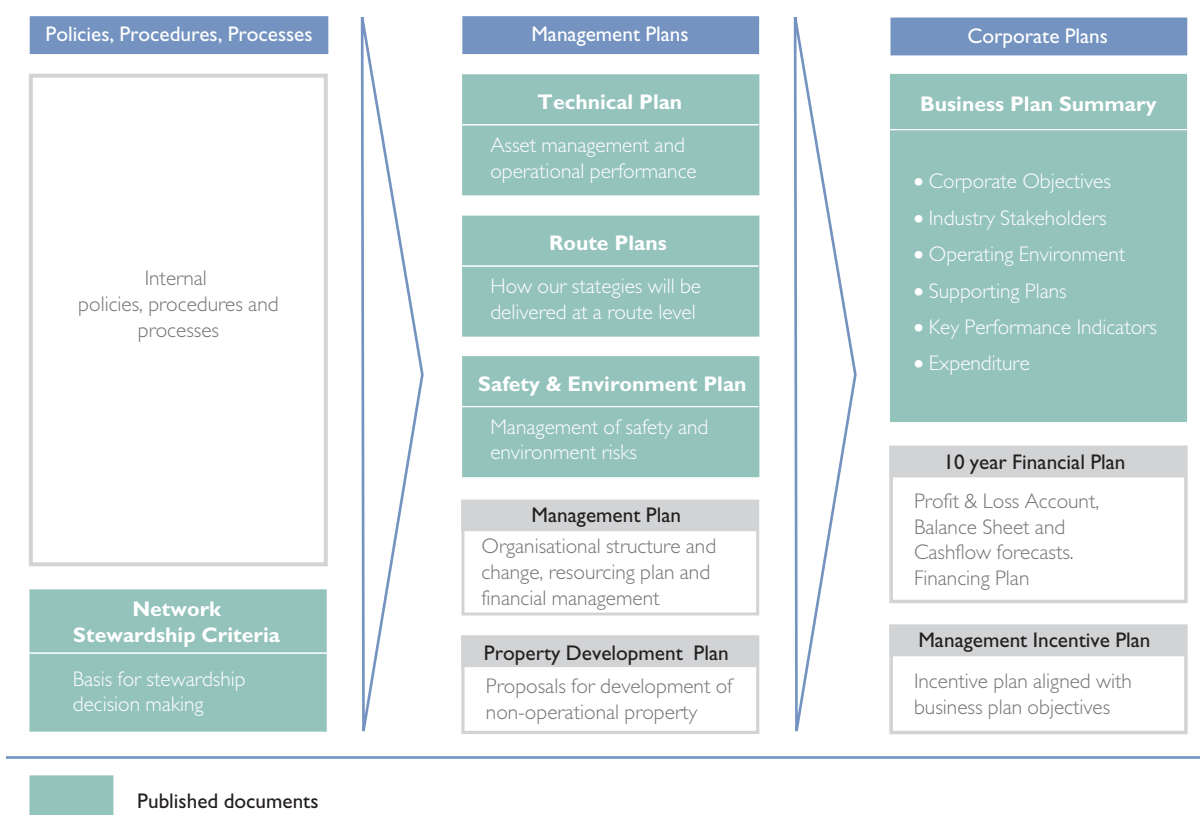 Policies, Procedures, Processes
Internal
policies, procedures and
processes
Network
Stewardship Criteria
Basis for stewardship
decision making
Management Plans
Technical Plan
Asset management and
operational performance
Route Plans
How our stategies will be
delivered at a route level
Safety & Environment Plan
Management of safety and
environment risks
Management Plan
Organisational structure and
change, resourcing plan and
financial management
Property Development Plan
Proposals for development of
non-operational property
Corporate Plans
Business Plan Summary
• Corporate Objectives
• Industry Stakeholders
• Operating Environment
• Supporting Plans
• Key Performance Indicators
• Expenditure
10 year Financial Plan
Profit & Loss Account,
Balance Sheet and
Cashflow forecasts.
Financing Plan
Management Incentive Plan
Incentive plan aligned with
business plan objectives
Published documents